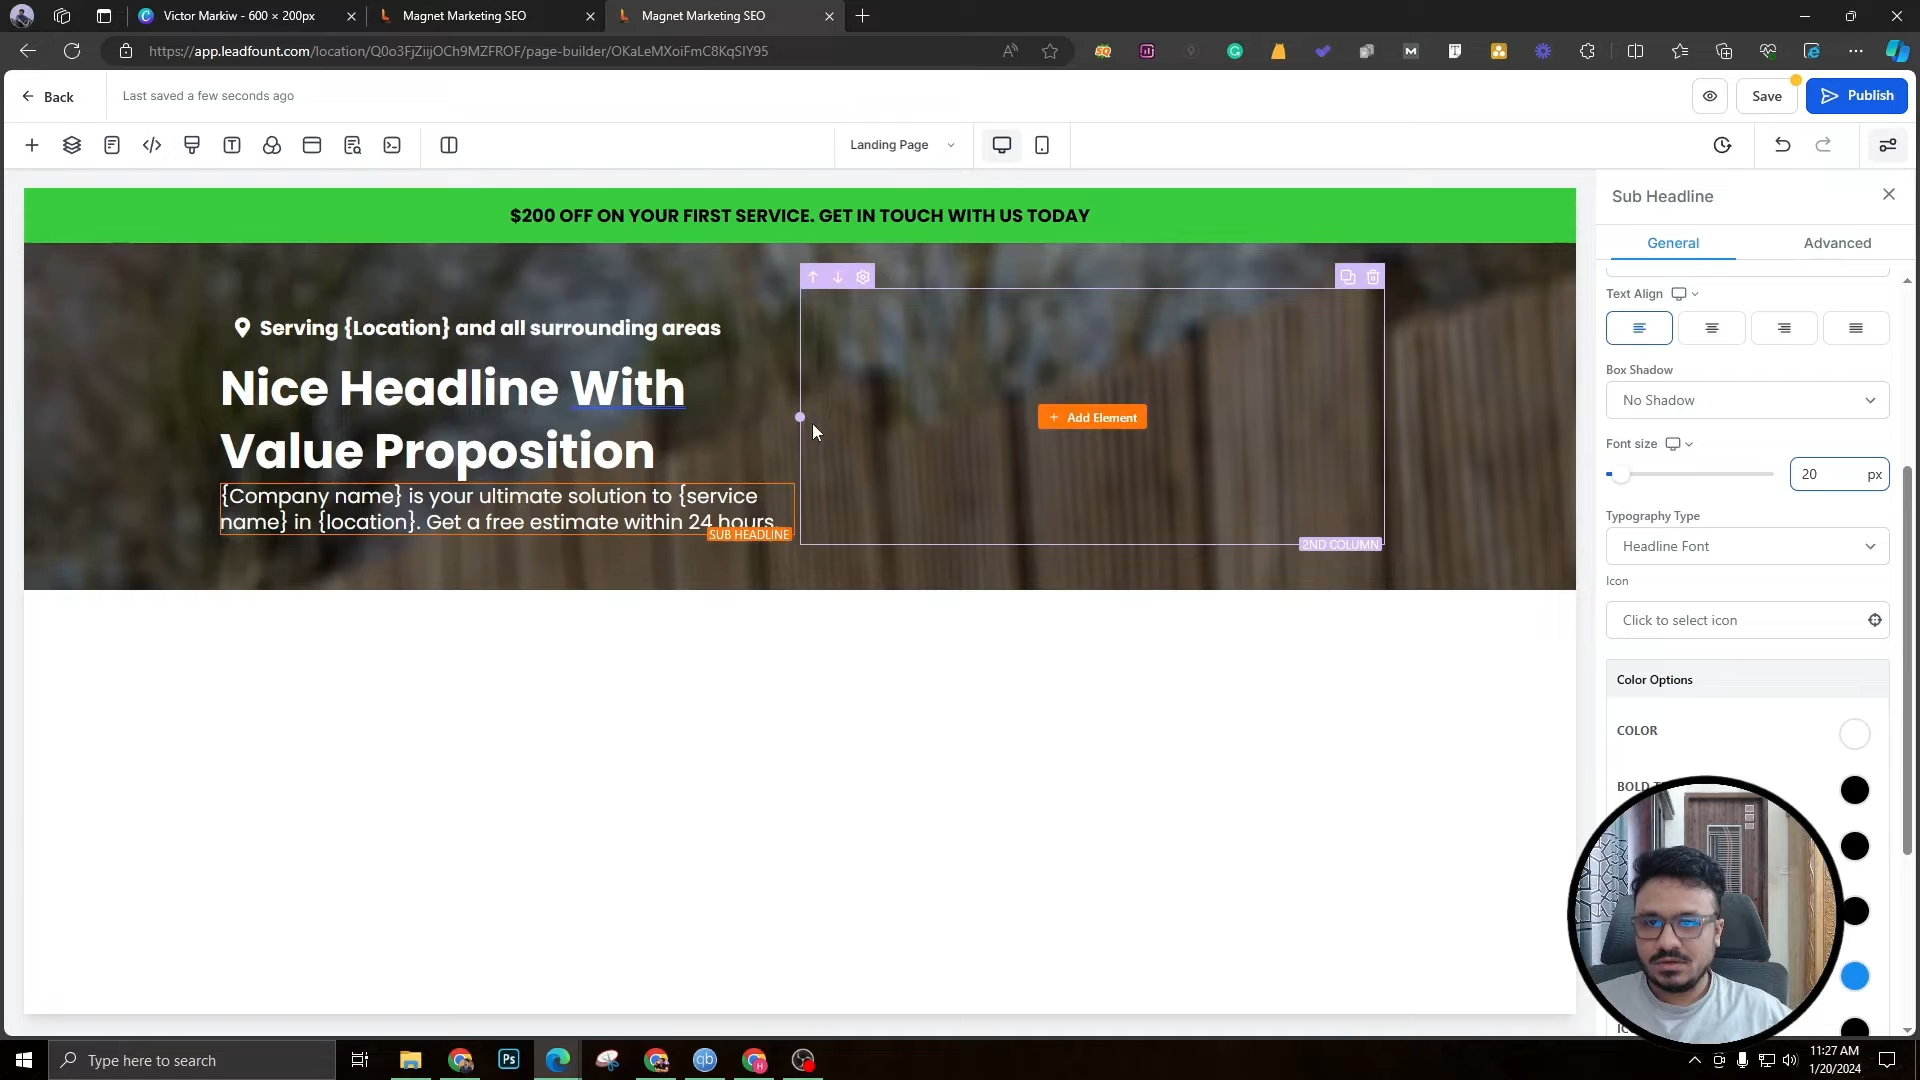 Victor Markiw - 600 × 200px
Magnet Marketing SEO
Magnet Marketing SEO
https://app.leadfount.com/location/Q0o3FjZiijOCh9MZFROF/page-builder/OKaLeMXoiFmC8KqSIY95
Back
Last saved a few seconds ago
Save
Publish
Landing Page
$200 OFF ON YOUR FIRST SERVICE. GET IN TOUCH WITH US TODAY
Serving {Location} and all surrounding areas
Nice Headline With
Value Proposition
{Company name} is your ultimate solution to {service
name} in {location}. Get a free estimate within 24 hours.
SUB HEADLINE
+ Add Element
2ND COLUMN
Sub Headline
General
Advanced
Text Align
Box Shadow
No Shadow
Font size
20 px
Typography Type
Headline Font
Icon
Click to select icon
Color Options
COLOR
BOLD
Type here to search
11:27 AM
1/20/2024